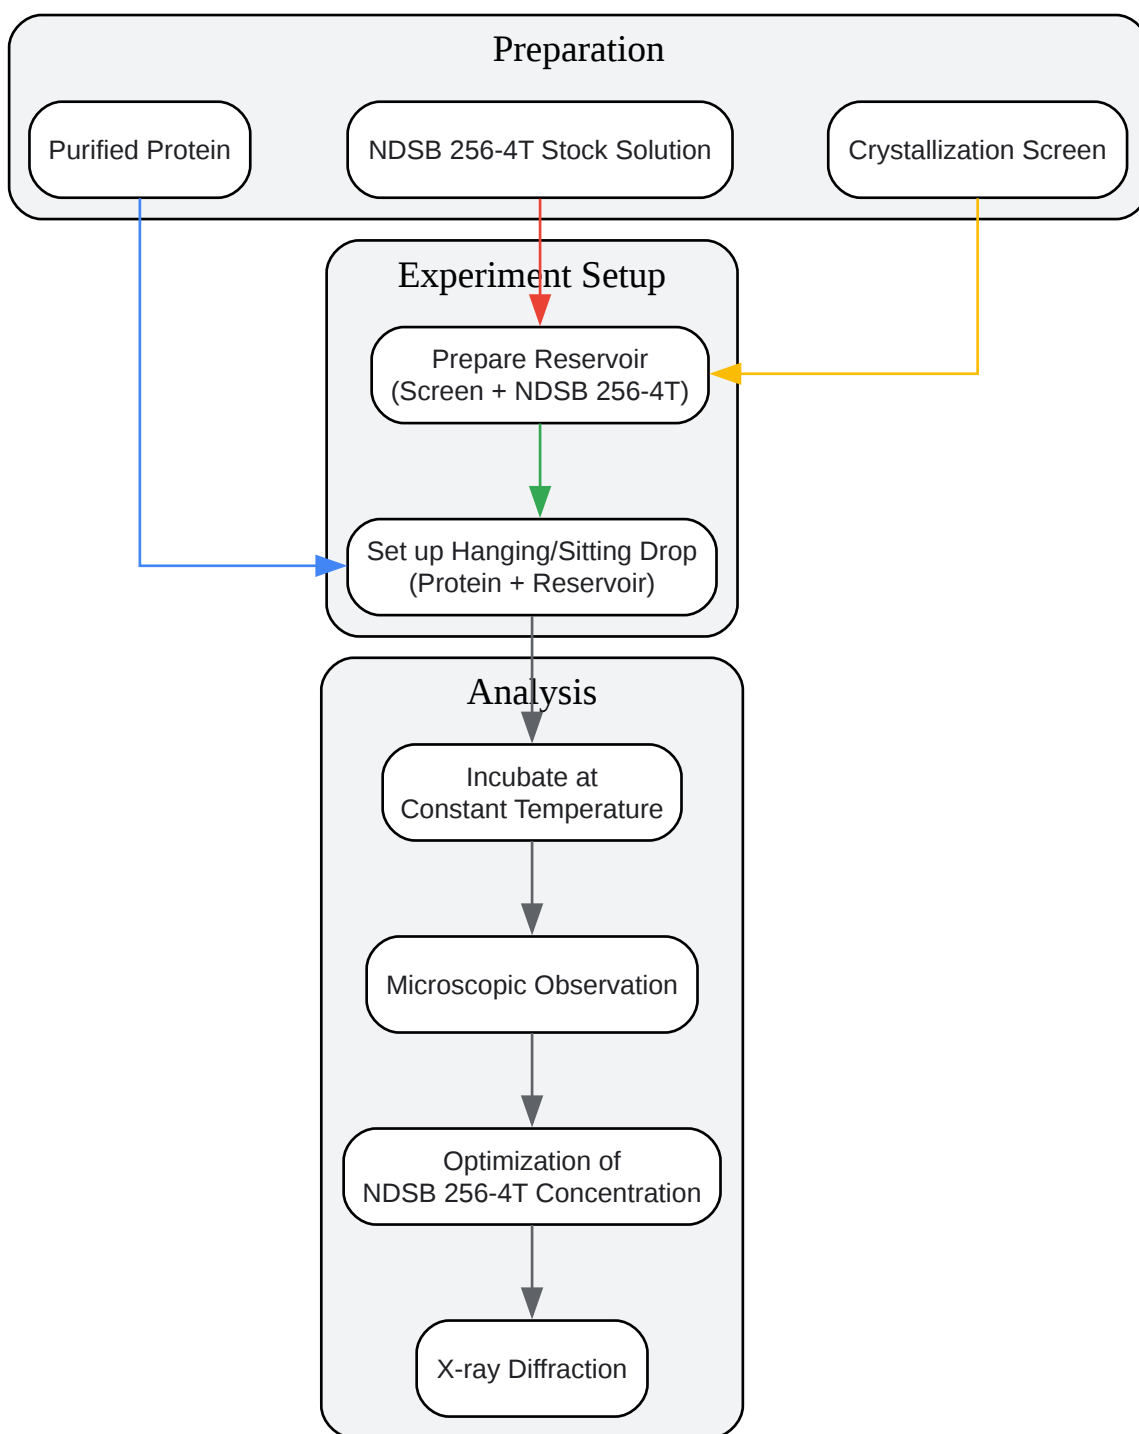 Preparation
Purified Protein
NDSB 256-4T Stock Solution
Crystallization Screen
Experiment Setup
Prepare Reservoir
(Screen + NDSB 256-4T)
Set up Hanging/Sitting Drop
(Protein + Reservoir)
Analysis
Incubate at
Constant Temperature
Microscopic Observation
Optimization of
NDSB 256-4T Concentration
X-ray Diffraction